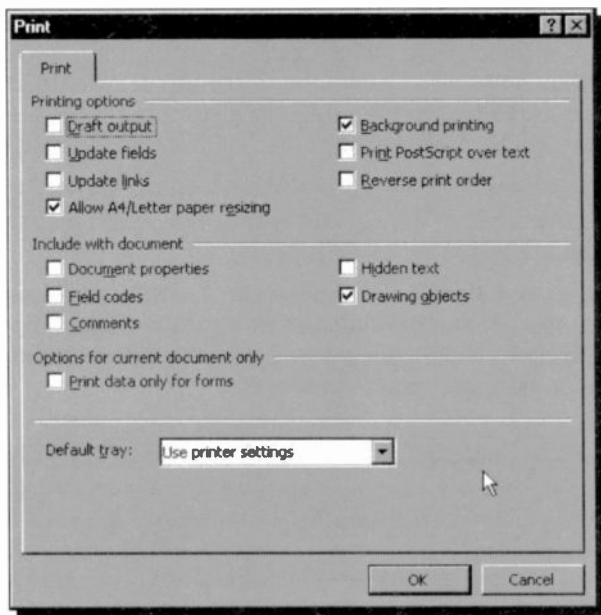 Print
Print
Printing options
Draft output
Background printing
Update fields
Print PostScript over text
Update links
Reverse print order
Allow A4/Letter paper resizing
Include with document
Document properties
Hidden text
Field codes
Drawing objects
Comments
Options for current document only
Print data only for forms
Default tray: Use printer settings
OK Cancel